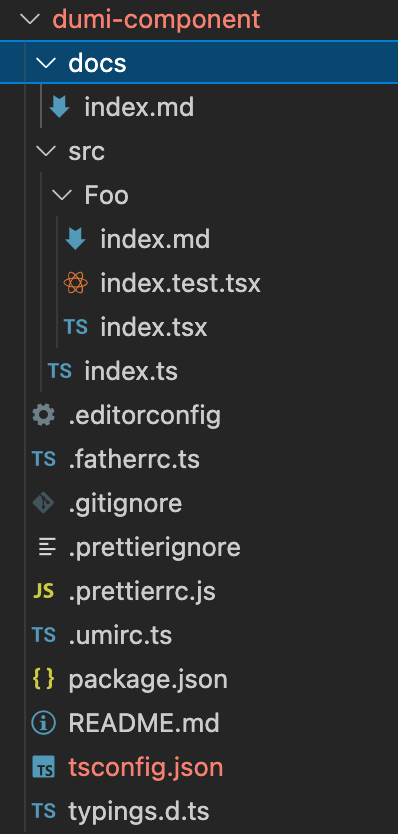 dumi-component
docs
index.md
src
Foo
index.md
index.test.tsx
TS index.tsx
TS index.ts
.editorconfig
TS .fatherrc.ts
.gitignore
.prettierignore
JS .prettierrc.js
TS .umirc.ts
{ } package.json
README.md
TS tsconfig.json
TS typings.d.ts